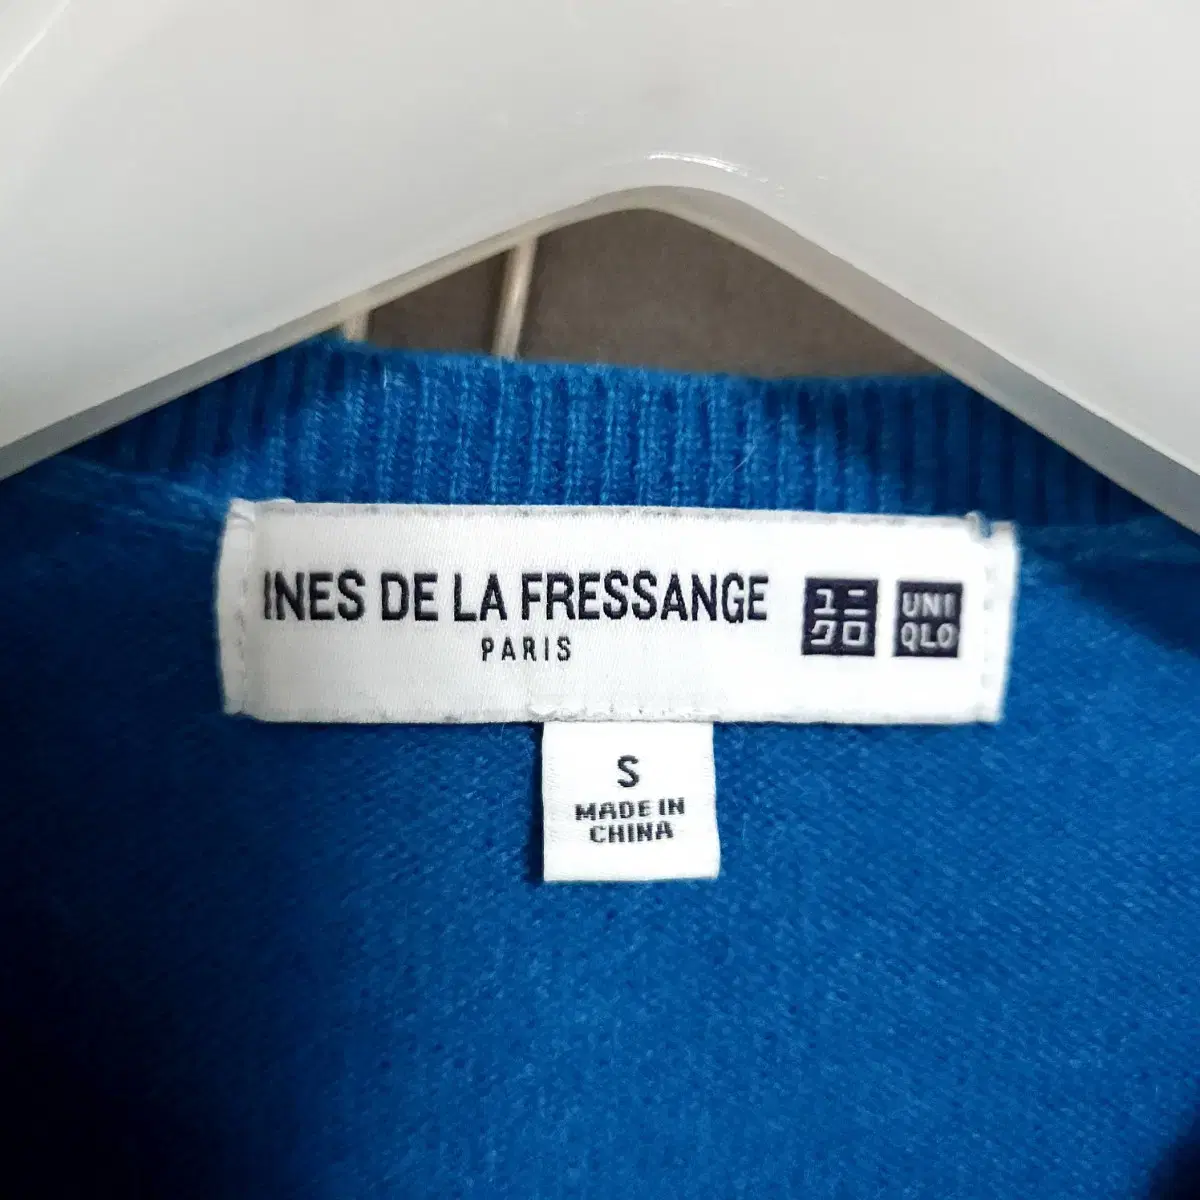 INES DE LA FRESSANGE
PARIS
ユニ
クロ
UNI
QLO
S
MADE IN
CHINA